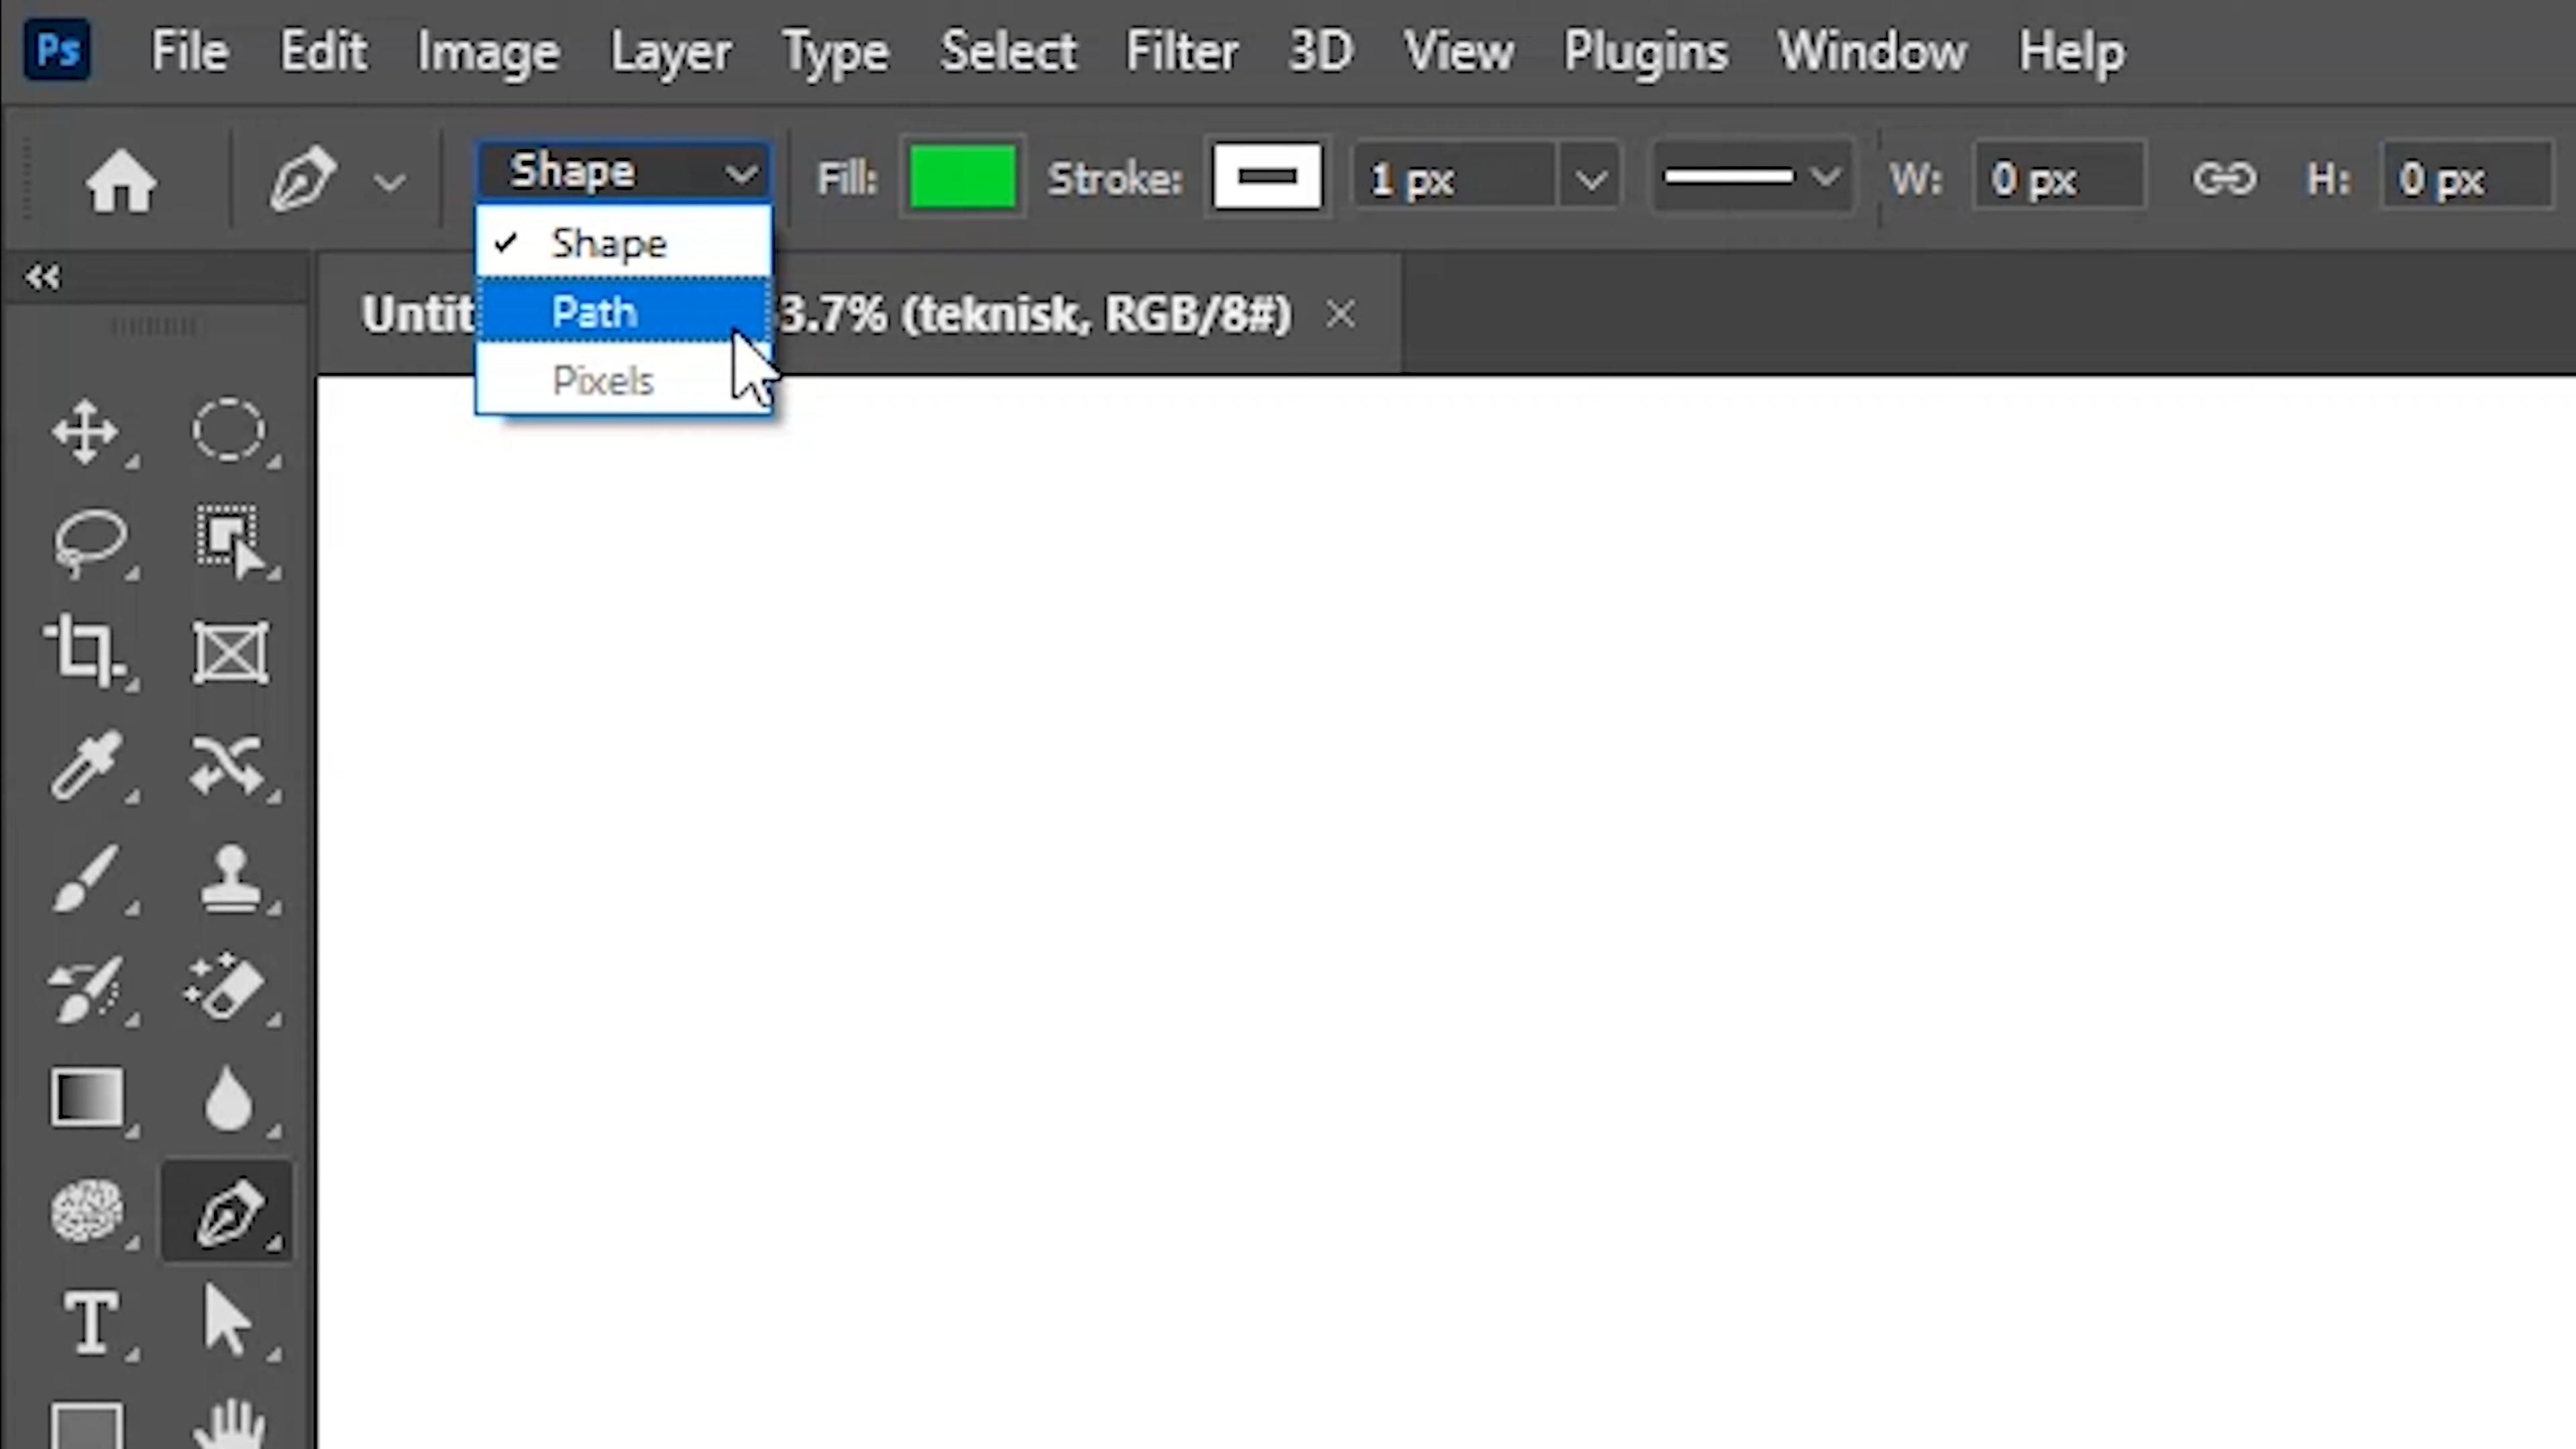 Ps File Edit Image Layer Type Select Filter 3D View Plugins Window Help
Shape Fill: Stroke: 1 px W: 0 px H: 0 px
Shape
Path
Pixels
Untit 3.7% (teknisk, RGB/8#)
T